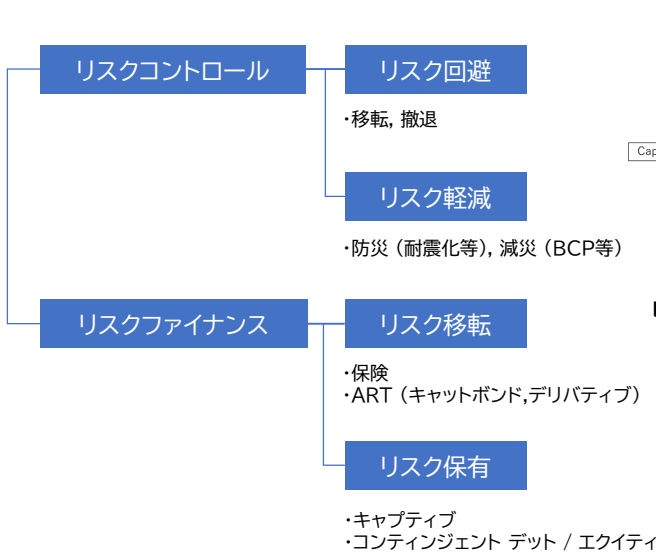 リスクコントロール
リスク回避
・移転, 撤退
リスク軽減
・防災 (耐震化等), 減災 (BCP等)
リスクファイナンス
リスク移転
・保険
・ART (キャットボンド,デリバティブ)
リスク保有
・キャプティブ
・コンティンジェント デット / エクイティ